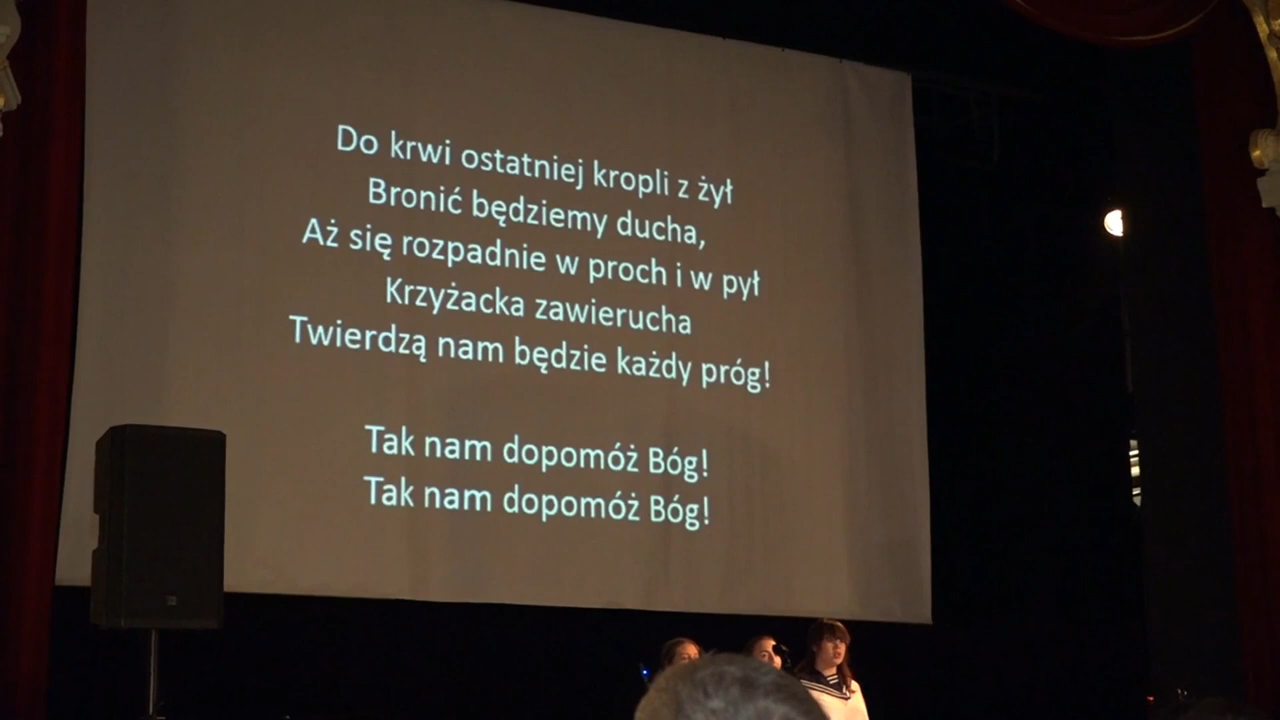 Do krwi ostatniej kropli z żył
Bronić będziemy ducha,
Aż się rozpadnie w proch i w pył
Krzyżacka zawierucha
Twierdzą nam będzie każdy próg!
Tak nam dopomóż Bóg!
Tak nam dopomóż Bóg!